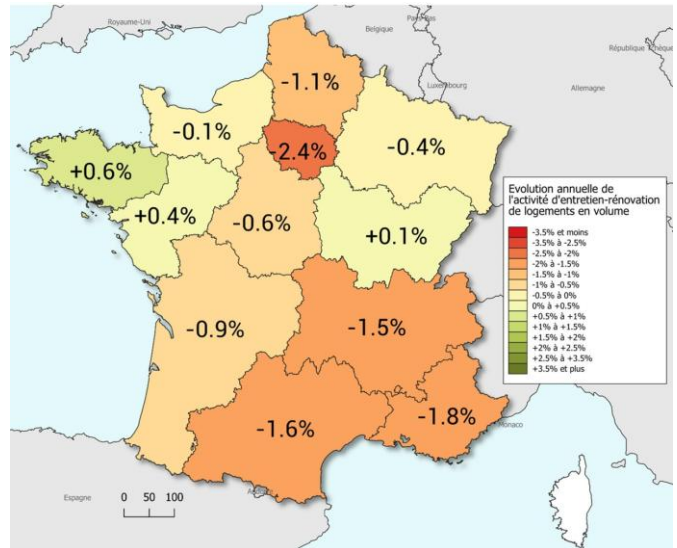 Royaume-Uni
Belgique
Pays-Bas
République Tchèque
Luxembourg
Allemagne
-1.1%
-0.1%
-2.4%
-0.4%
+0.6%
+0.4%
-0.6%
+0.1%
-0.9%
-1.5%
-1.6%
-1.8%
Monaco
Espagne
0 50 100
Evolution annuelle de
l'activité d'entretien-rénovation
de logements en volume
-3.5% et moins
-3.5% à -2.5%
-2.5% à -2%
-2% à -1.5%
-1.5% à -1%
-1% à -0.5%
-0.5% à 0%
0% à +0.5%
+0.5% à +1%
+1% à +1.5%
+1.5% à +2%
+2% à +2.5%
+2.5% à +3.5%
+3.5% et plus